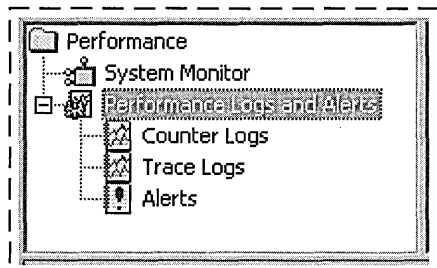 Performance
System Monitor
Performance Logs and Alerts
Counter Logs
Trace Logs
Alerts